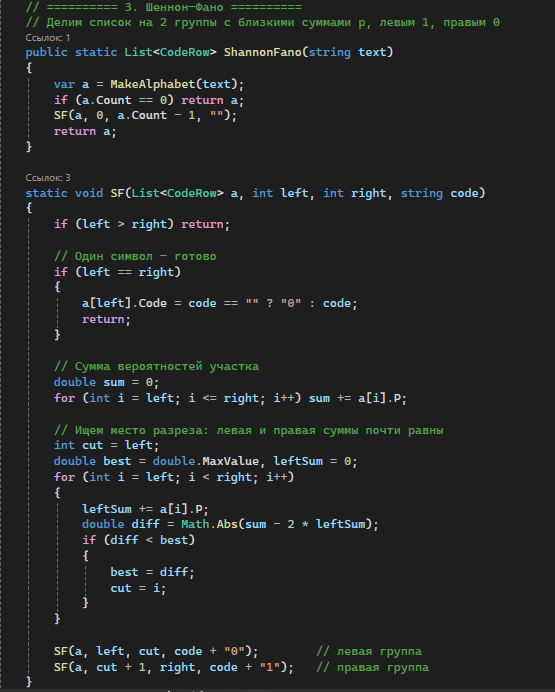 // ========== 3. Шеннон-Фано ==========
// Делим список на 2 группы с близкими суммами p, левым 1, правым 0
Ссылок: 1
public static List<CodeRow> ShannonFano(string text)
{
var a = MakeAlphabet(text);
if (a.Count == 0) return a;
SF(a, 0, a.Count - 1, "");
return a;
}
Ссылок: 3
static void SF(List<CodeRow> a, int left, int right, string code)
{
if (left > right) return;
// Один символ — готово
if (left == right)
{
a[left].Code = code == "" ? "0" : code;
return;
}
// Сумма вероятностей участка
double sum = 0;
for (int i = left; i <= right; i++) sum += a[i].P;
// Ищем место разреза: левая и правая суммы почти равны
int cut = left;
double best = double.MaxValue, leftSum = 0;
for (int i = left; i < right; i++)
{
leftSum += a[i].P;
double diff = Math.Abs(sum - 2 * leftSum);
if (diff < best)
{
best = diff;
cut = i;
}
}
SF(a, left, cut, code + "0"); // левая группа
SF(a, cut + 1, right, code + "1"); // правая группа
}